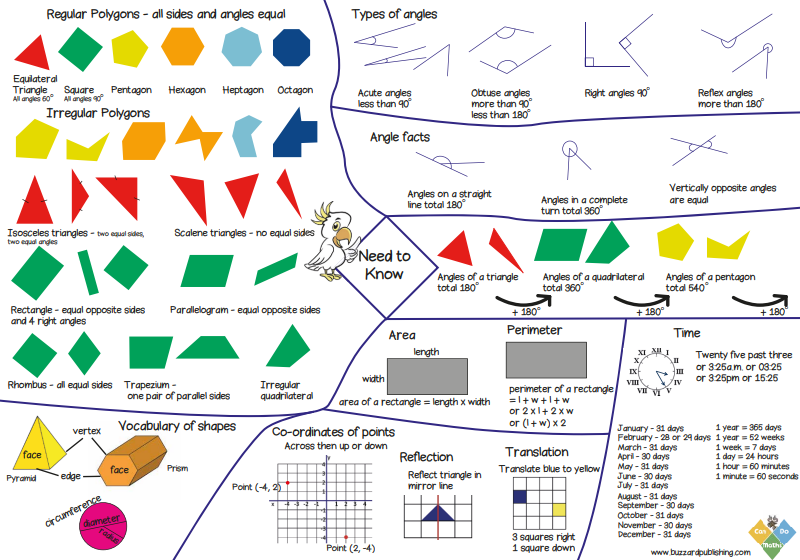 Regular Polygons - all sides and angles equal
Equilateral
Triangle
All angles 60°
Square
All angles 90°
Pentagon
Hexagon
Heptagon
Octagon
Irregular Polygons
Isosceles triangles - two equal sides,
two equal angles
Scalene triangles - no equal sides
Rectangle - equal opposite sides
and 4 right angles
Parallelogram - equal opposite sides
Rhombus - all equal sides
Trapezium -
one pair of parallel sides
Irregular
quadrilateral
Types of angles
Acute angles
less than 90°
Obtuse angles
more than 90°
less than 180°
Right angles 90°
Reflex angles
more than 180°
Angle facts
Angles on a straight
line total 180°
Angles in a complete
turn total 360°
Vertically opposite angles
are equal
Need to
Know
Angles of a triangle
total 180°
Angles of a quadrilateral
total 360°
Angles of a pentagon
total 540°
+ 180°
+ 180°
+ 180°
Area
length
width
area of a rectangle = length x width
Perimeter
perimeter of a rectangle
= l + w + l + w
or 2 x l + 2 x w
or (l + w) x 2
Time
XII I II III IIII V VI VII VIII IX X XI
Twenty five past three
or 3:25a.m. or 03:25
or 3:25pm or 15:25
January - 31 days
February - 28 or 29 days
March - 31 days
April - 30 days
May - 31 days
June - 30 days
July - 31 days
August - 31 days
September - 30 days
October - 31 days
November - 30 days
December - 31 days
1 year = 365 days
1 year = 52 weeks
1 week = 7 days
1 day = 24 hours
1 hour = 60 minutes
1 minute = 60 seconds
Vocabulary of shapes
vertex
face
face
edge
Pyramid
Prism
circumference
diameter
radius
Co-ordinates of points
Across then up or down
Point (-4, 2)
Point (2, -4)
Reflection
Reflect triangle in
mirror line
Translation
Translate blue to yellow
3 squares right
1 square down
Can Do
Maths
www.buzzardpublishing.com